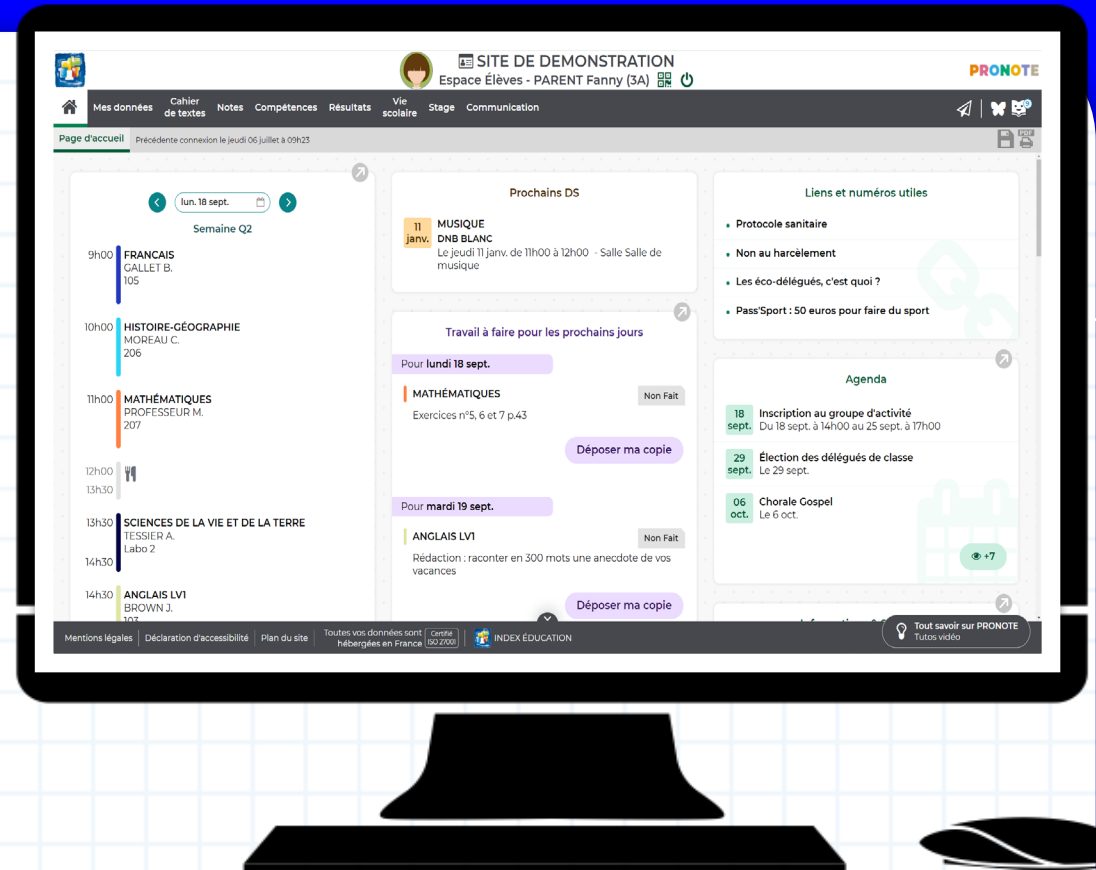 SITE DE DEMONSTRATION
Espace Élèves - PARENT Fanny (3A)
PRONOTE
Mes données
Cahier
de textes
Notes
Compétences
Résultats
Vie
scolaire
Stage
Communication
9
Page d'accueil
Précédente connexion le jeudi 06 juillet à 09h23
PDF
lun. 18 sept.
Semaine Q2
9h00
FRANCAIS
GALLET B.
105
10h00
HISTOIRE-GÉOGRAPHIE
MOREAU C.
206
11h00
MATHÉMATIQUES
PROFESSEUR M.
207
12h00
13h30
13h30
SCIENCES DE LA VIE ET DE LA TERRE
TESSIER A.
Labo 2
14h30
14h30
ANGLAIS LV1
BROWN J.
103
Prochains DS
11
janv.
MUSIQUE
DNB BLANC
Le jeudi 11 janv. de 11h00 à 12h00 - Salle Salle de
musique
Travail à faire pour les prochains jours
Pour lundi 18 sept.
MATHÉMATIQUES
Non Fait
Exercices n°5, 6 et 7 p.43
Déposer ma copie
Pour mardi 19 sept.
ANGLAIS LV1
Non Fait
Rédaction : raconter en 300 mots une anecdote de vos
vacances
Déposer ma copie
Liens et numéros utiles
Protocole sanitaire
Non au harcèlement
Les éco-délégués, c'est quoi ?
Pass'Sport : 50 euros pour faire du sport
Agenda
18
sept.
Inscription au groupe d'activité
Du 18 sept. à 14h00 au 25 sept. à 17h00
29
sept.
Élection des délégués de classe
Le 29 sept.
06
oct.
Chorale Gospel
Le 6 oct.
+7
Mentions légales
Déclaration d'accessibilité
Plan du site
Toutes vos données sont
hébergées en France
Certifié
ISO 27001
INDEX ÉDUCATION
Tout savoir sur PRONOTE
Tutos vidéo